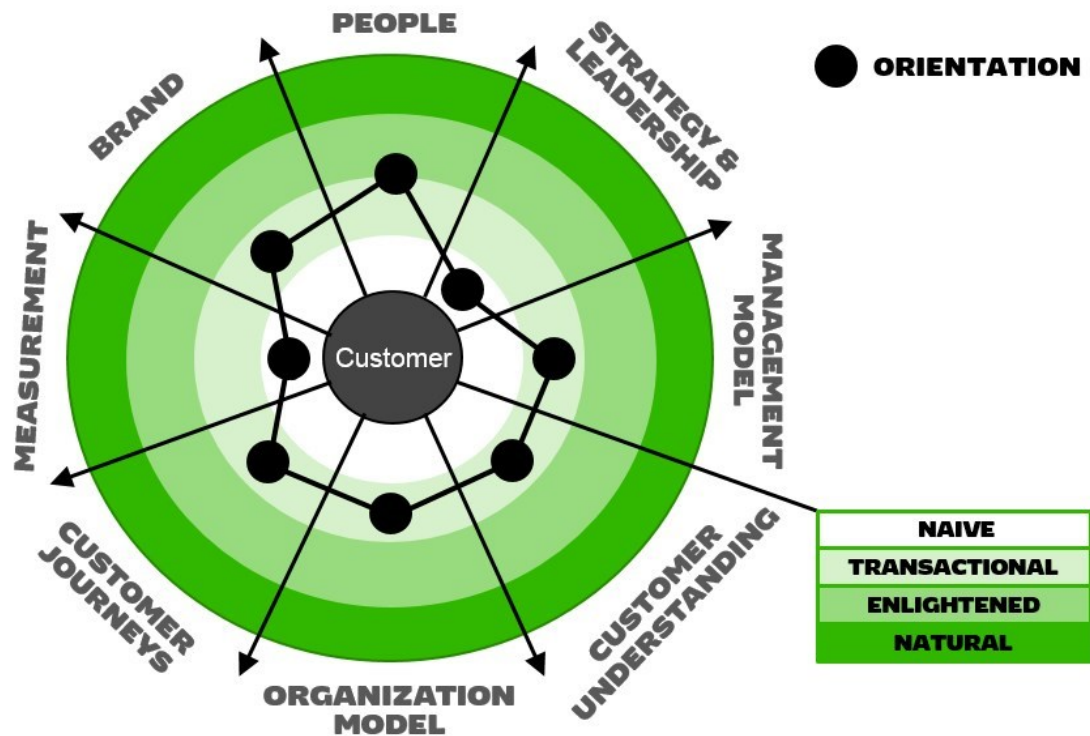 PEOPLE
STRATEGY &
LEADERSHIP
ORIENTATION
BRAND
MANAGEMENT
MODEL
MEASUREMENT
Customer
CUSTOMER
JOURNEYS
ORGANIZATION
MODEL
CUSTOMER
UNDERSTANDING
NAIVE
TRANSACTIONAL
ENLIGHTENED
NATURAL